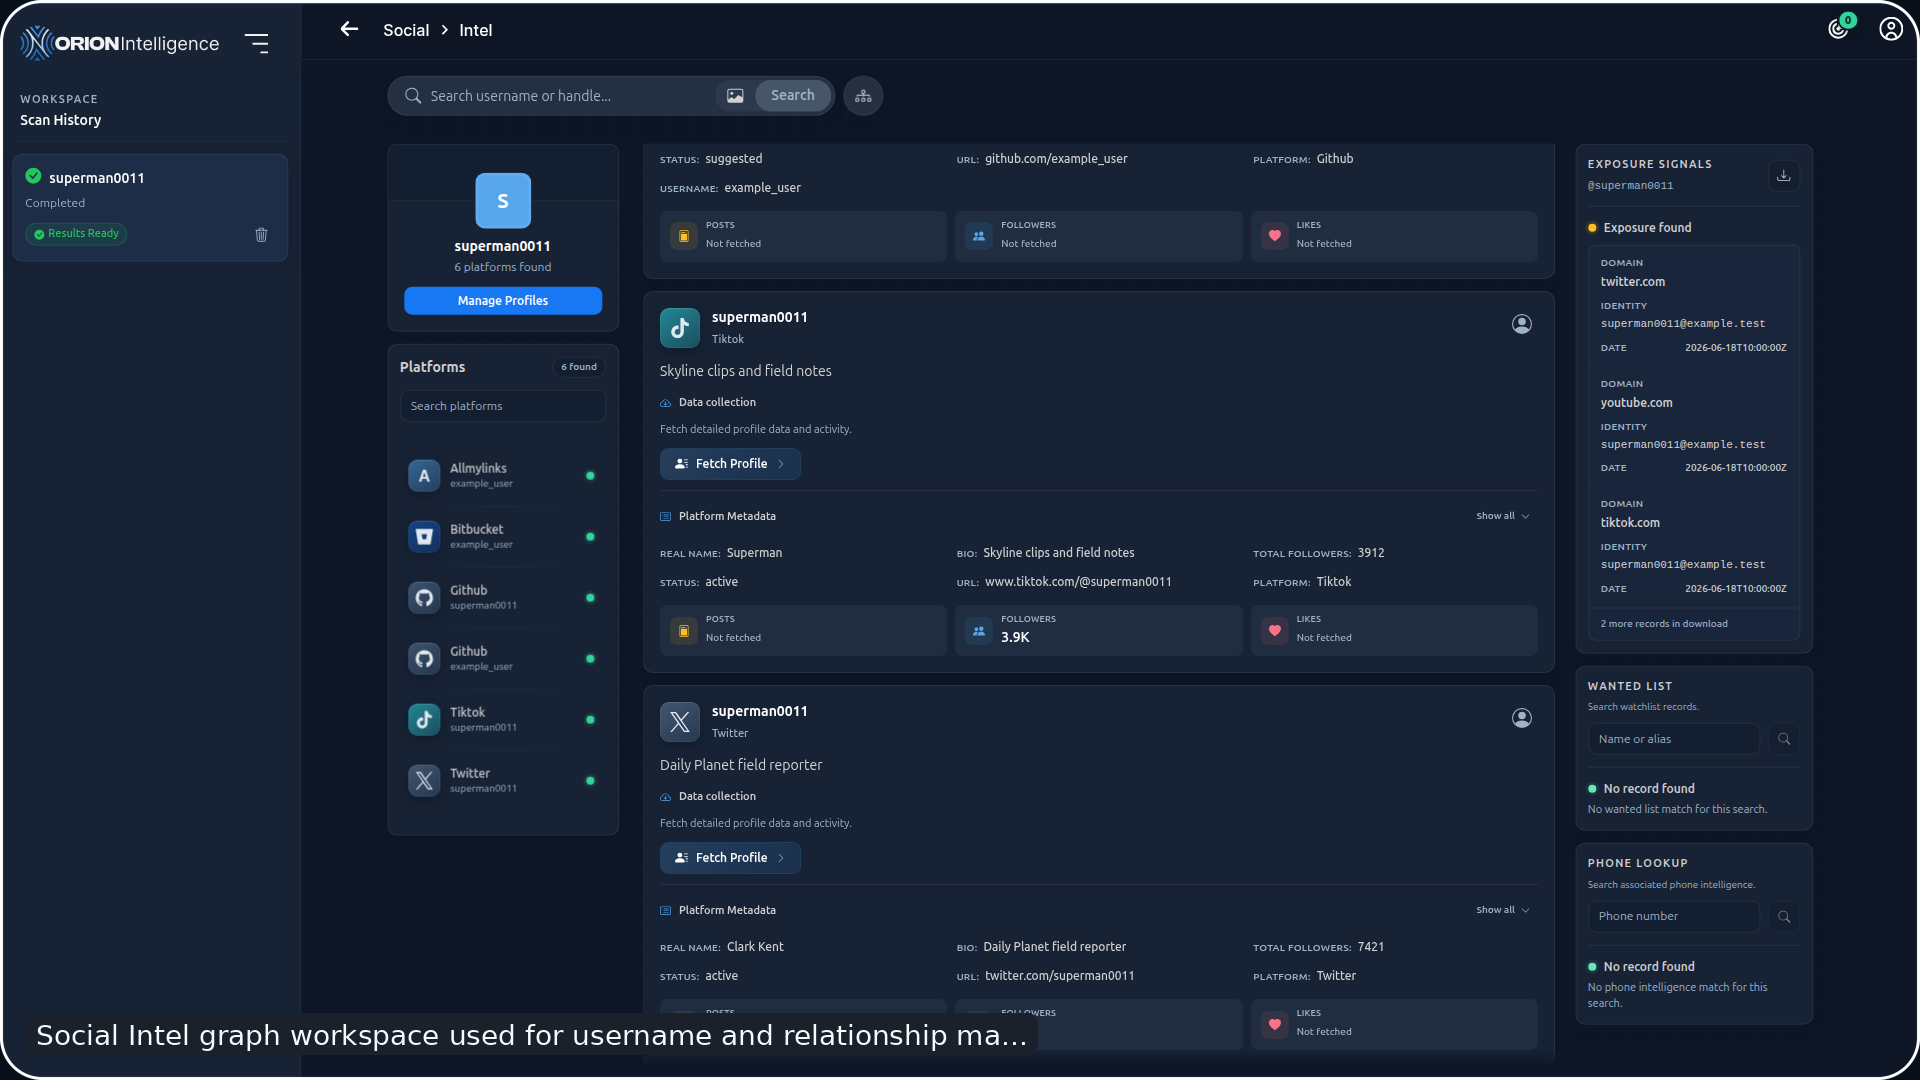 ORIONIntelligence
WORKSPACE
Scan History
superman0011
Completed
Results Ready
Social > Intel
0
Search username or handle...
Search
S
superman0011
6 platforms found
Manage Profiles
Platforms
6 found
Search platforms
A
Allmylinks
example_user
Bitbucket
example_user
Github
superman0011
Github
example_user
Tiktok
superman0011
Twitter
superman0011
STATUS: suggested
URL: github.com/example_user
PLATFORM: Github
USERNAME: example_user
POSTS
Not fetched
FOLLOWERS
Not fetched
LIKES
Not fetched
superman0011
Tiktok
Skyline clips and field notes
Data collection
Fetch detailed profile data and activity.
Fetch Profile
Platform Metadata
Show all
REAL NAME: Superman
BIO: Skyline clips and field notes
TOTAL FOLLOWERS: 3912
STATUS: active
URL: www.tiktok.com/@superman0011
PLATFORM: Tiktok
POSTS
Not fetched
FOLLOWERS
3.9K
LIKES
Not fetched
superman0011
Twitter
Daily Planet field reporter
Data collection
Fetch detailed profile data and activity.
Fetch Profile
Platform Metadata
Show all
REAL NAME: Clark Kent
BIO: Daily Planet field reporter
TOTAL FOLLOWERS: 7421
STATUS: active
URL: twitter.com/superman0011
PLATFORM: Twitter
POSTS
FOLLOWERS
LIKES
Not fetched
EXPOSURE SIGNALS
@superman0011
Exposure found
DOMAIN
twitter.com
IDENTITY
superman0011@example.test
DATE 2026-06-18T10:00:00Z
DOMAIN
youtube.com
IDENTITY
superman0011@example.test
DATE 2026-06-18T10:00:00Z
DOMAIN
tiktok.com
IDENTITY
superman0011@example.test
DATE 2026-06-18T10:00:00Z
2 more records in download
WANTED LIST
Search watchlist records.
Name or alias
No record found
No wanted list match for this search.
PHONE LOOKUP
Search associated phone intelligence.
Phone number
No record found
No phone intelligence match for this
search.
Social Intel graph workspace used for username and relationship ma...